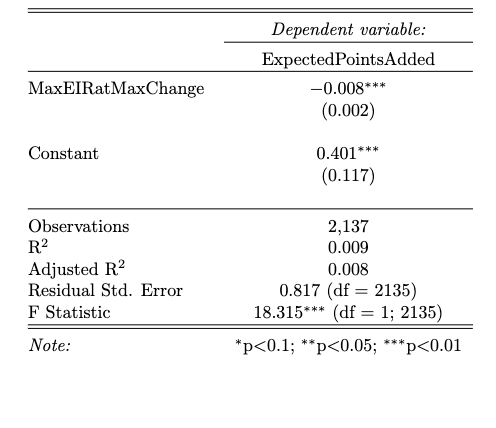 Dependent variable:
ExpectedPointsAdded
MaxEIRatMaxChange −0.008***
(0.002)
Constant 0.401***
(0.117)
Observations 2,137
R² 0.009
Adjusted R² 0.008
Residual Std. Error 0.817 (df = 2135)
F Statistic 18.315*** (df = 1; 2135)
Note: *p<0.1; **p<0.05; ***p<0.01